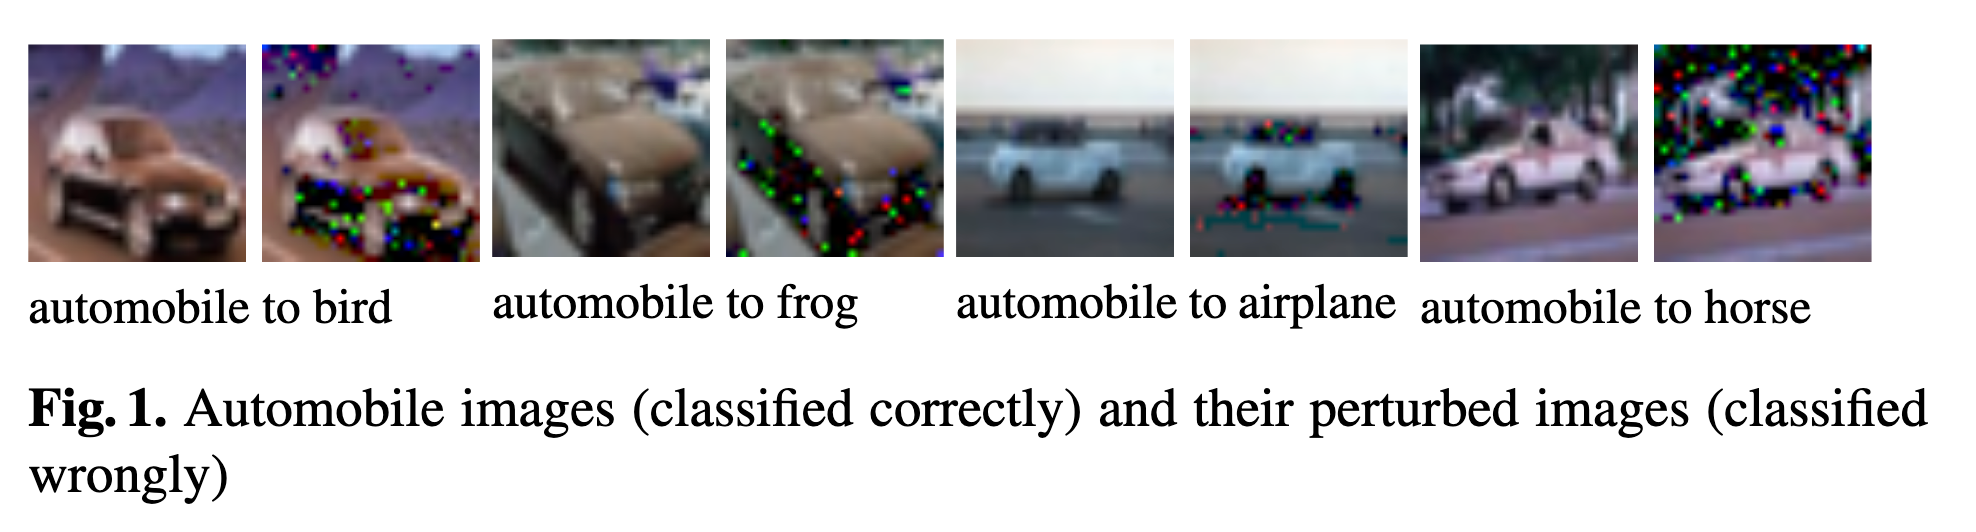 automobile to bird
automobile to frog
automobile to airplane
automobile to horse
Fig. 1. Automobile images (classified correctly) and their perturbed images (classified
wrongly)